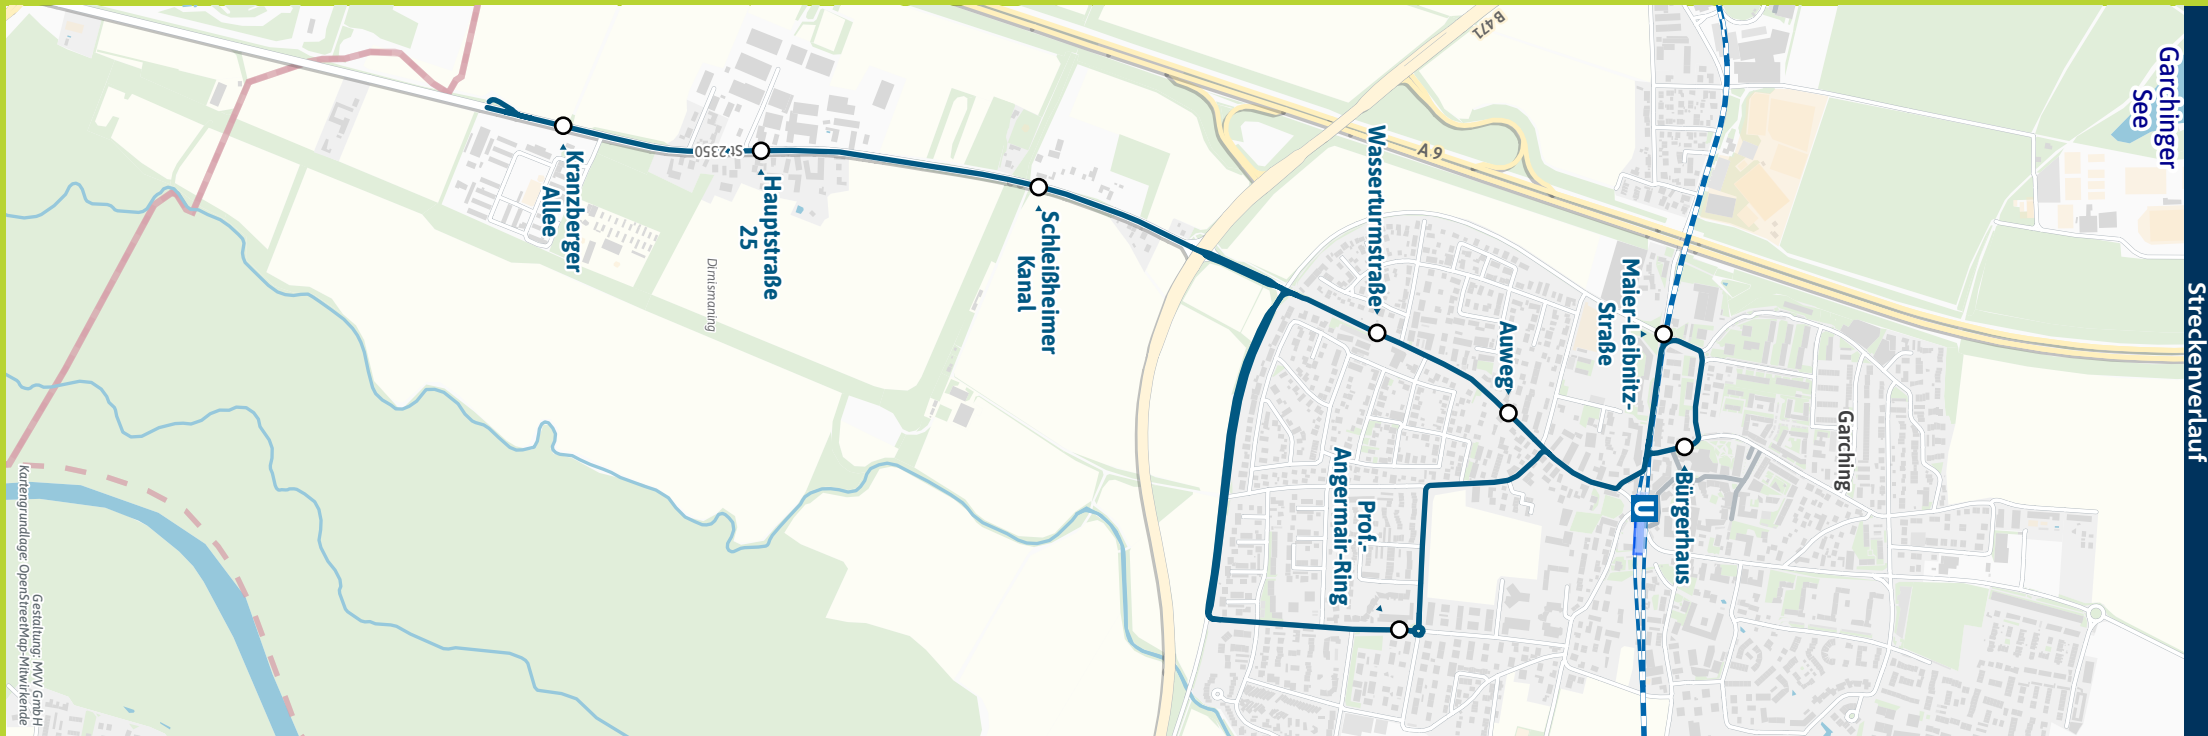 Streckenverlauf
Garchinger
See
B 471
A 9
Wasserturmstraße
Auweg
Maier-Leibnitz-
Straße
Garching
Bürgerhaus
U
Prof.-
Angermair-Ring
Schleißheimer
Kanal
Hauptstraße
25
St 2350
Kranzberger
Allee
Dirnismaning
Gestaltung: MVV GmbH
Kartengrundlage: OpenStreetMap-Mitwirkende